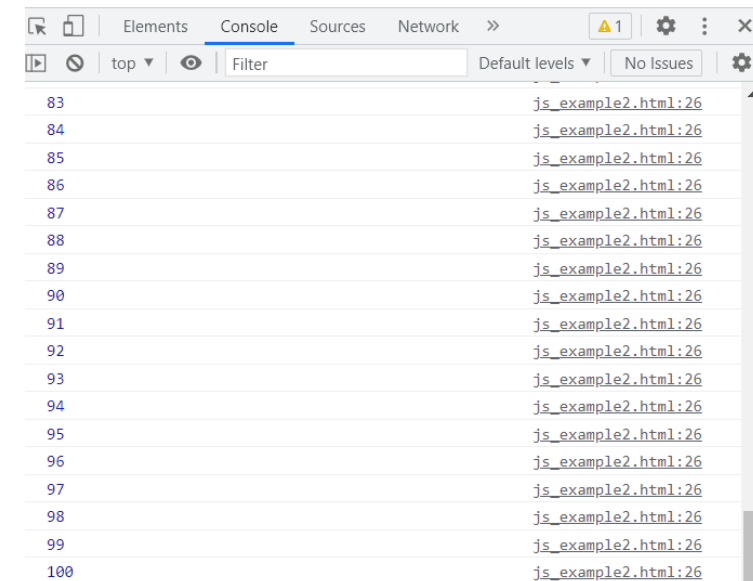 Elements Console Sources Network » 1
top ▼ Filter Default levels ▼ No Issues
83 js_example2.html:26
84 js_example2.html:26
85 js_example2.html:26
86 js_example2.html:26
87 js_example2.html:26
88 js_example2.html:26
89 js_example2.html:26
90 js_example2.html:26
91 js_example2.html:26
92 js_example2.html:26
93 js_example2.html:26
94 js_example2.html:26
95 js_example2.html:26
96 js_example2.html:26
97 js_example2.html:26
98 js_example2.html:26
99 js_example2.html:26
100 js_example2.html:26